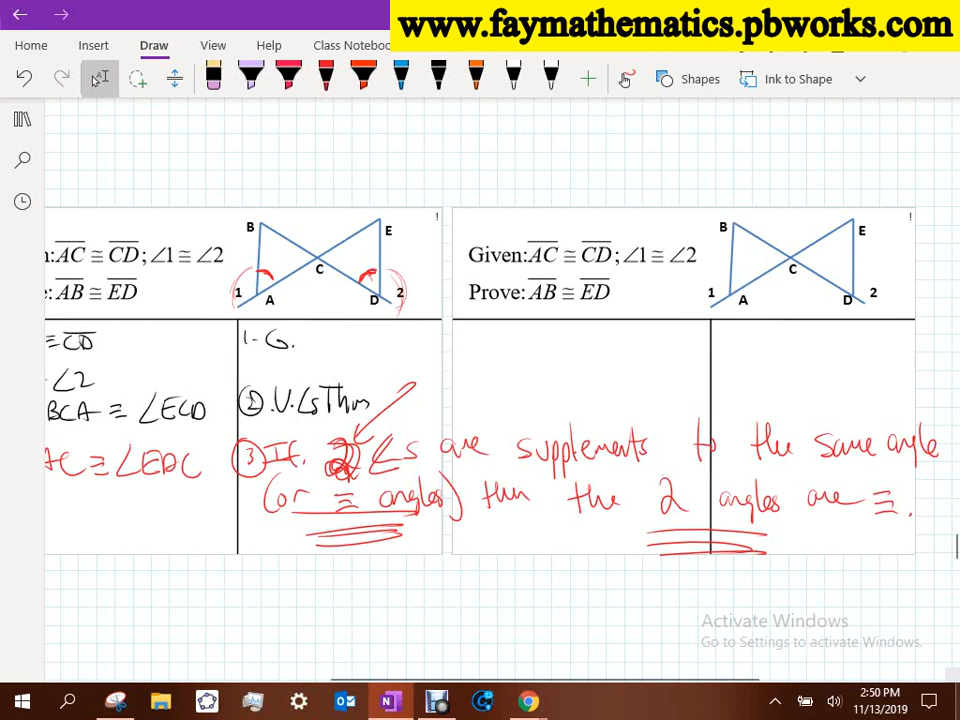 www.faymathematics.pbworks.com
Home Insert Draw View Help Class Notebo
Shapes Ink to Shape
n: AC ≅ CD ; ∠1 ≅ ∠2
e: AB ≅ ED
B E C 1 A D 2
!
Given: AC ≅ CD ; ∠1 ≅ ∠2
Prove: AB ≅ ED
B E C 1 A D 2
!
≅ CD 1- G.
∠2
BCA ≅ ∠ECD ② V.∠s Thm
AC ≅ ∠EDC ③ If 2 ∠s are supplements to the same angle
(or ≅ angles) then the 2 angles are ≅.
Activate Windows
Go to Settings to activate Windows.
2:50 PM
11/13/2019